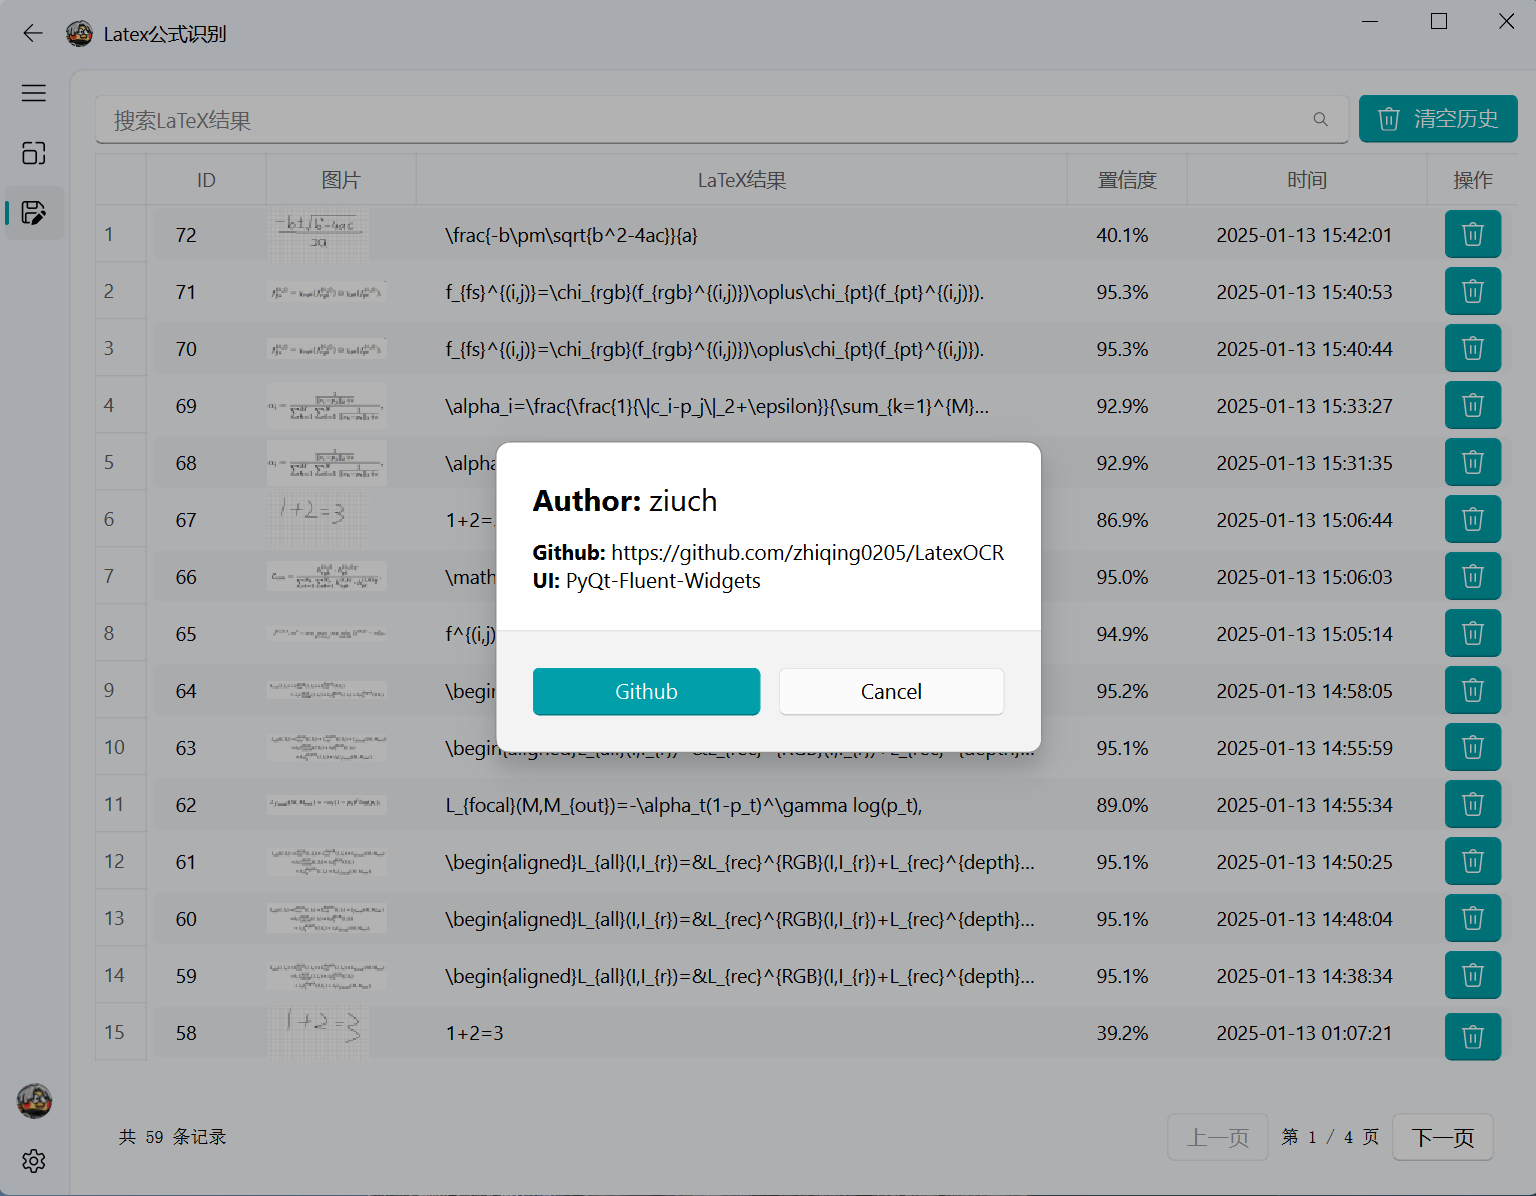 Latex公式识别
搜索LaTeX结果
清空历史
ID 图片 LaTeX结果 置信度 时间 操作
1 72 \frac{-b\pm\sqrt{b^2-4ac}}{a} 40.1% 2025-01-13 15:42:01
2 71 f_{fs}^{(i,j)}=\chi_{rgb}(f_{rgb}^{(i,j)})\oplus\chi_{pt}(f_{pt}^{(i,j)}). 95.3% 2025-01-13 15:40:53
3 70 f_{fs}^{(i,j)}=\chi_{rgb}(f_{rgb}^{(i,j)})\oplus\chi_{pt}(f_{pt}^{(i,j)}). 95.3% 2025-01-13 15:40:44
4 69 \alpha_i=\frac{\frac{1}{\|c_i-p_j\|_2+\epsilon}}{\sum_{k=1}^{M}... 92.9% 2025-01-13 15:33:27
5 68 \alpha 92.9% 2025-01-13 15:31:35
6 67 1+2=3 1+2= 86.9% 2025-01-13 15:06:44
7 66 \math 95.0% 2025-01-13 15:06:03
8 65 f^{(i,j) 94.9% 2025-01-13 15:05:14
9 64 \begin 95.2% 2025-01-13 14:58:05
10 63 \begin{aligned}L_{all}(I,I_{r})=&L_{rec}^{RGB}(I,I_{r})+L_{rec}^{depth}... 95.1% 2025-01-13 14:55:59
11 62 L_{focal}(M,M_{out})=-\alpha_t(1-p_t)^\gamma log(p_t), 89.0% 2025-01-13 14:55:34
12 61 \begin{aligned}L_{all}(I,I_{r})=&L_{rec}^{RGB}(I,I_{r})+L_{rec}^{depth}... 95.1% 2025-01-13 14:50:25
13 60 \begin{aligned}L_{all}(I,I_{r})=&L_{rec}^{RGB}(I,I_{r})+L_{rec}^{depth}... 95.1% 2025-01-13 14:48:04
14 59 \begin{aligned}L_{all}(I,I_{r})=&L_{rec}^{RGB}(I,I_{r})+L_{rec}^{depth}... 95.1% 2025-01-13 14:38:34
15 58 1+2=3 1+2=3 39.2% 2025-01-13 01:07:21
Author: ziuch
Github: https://github.com/zhiqing0205/LatexOCR
UI: PyQt-Fluent-Widgets
Github Cancel
共 59 条记录
上一页 第 1 / 4 页 下一页